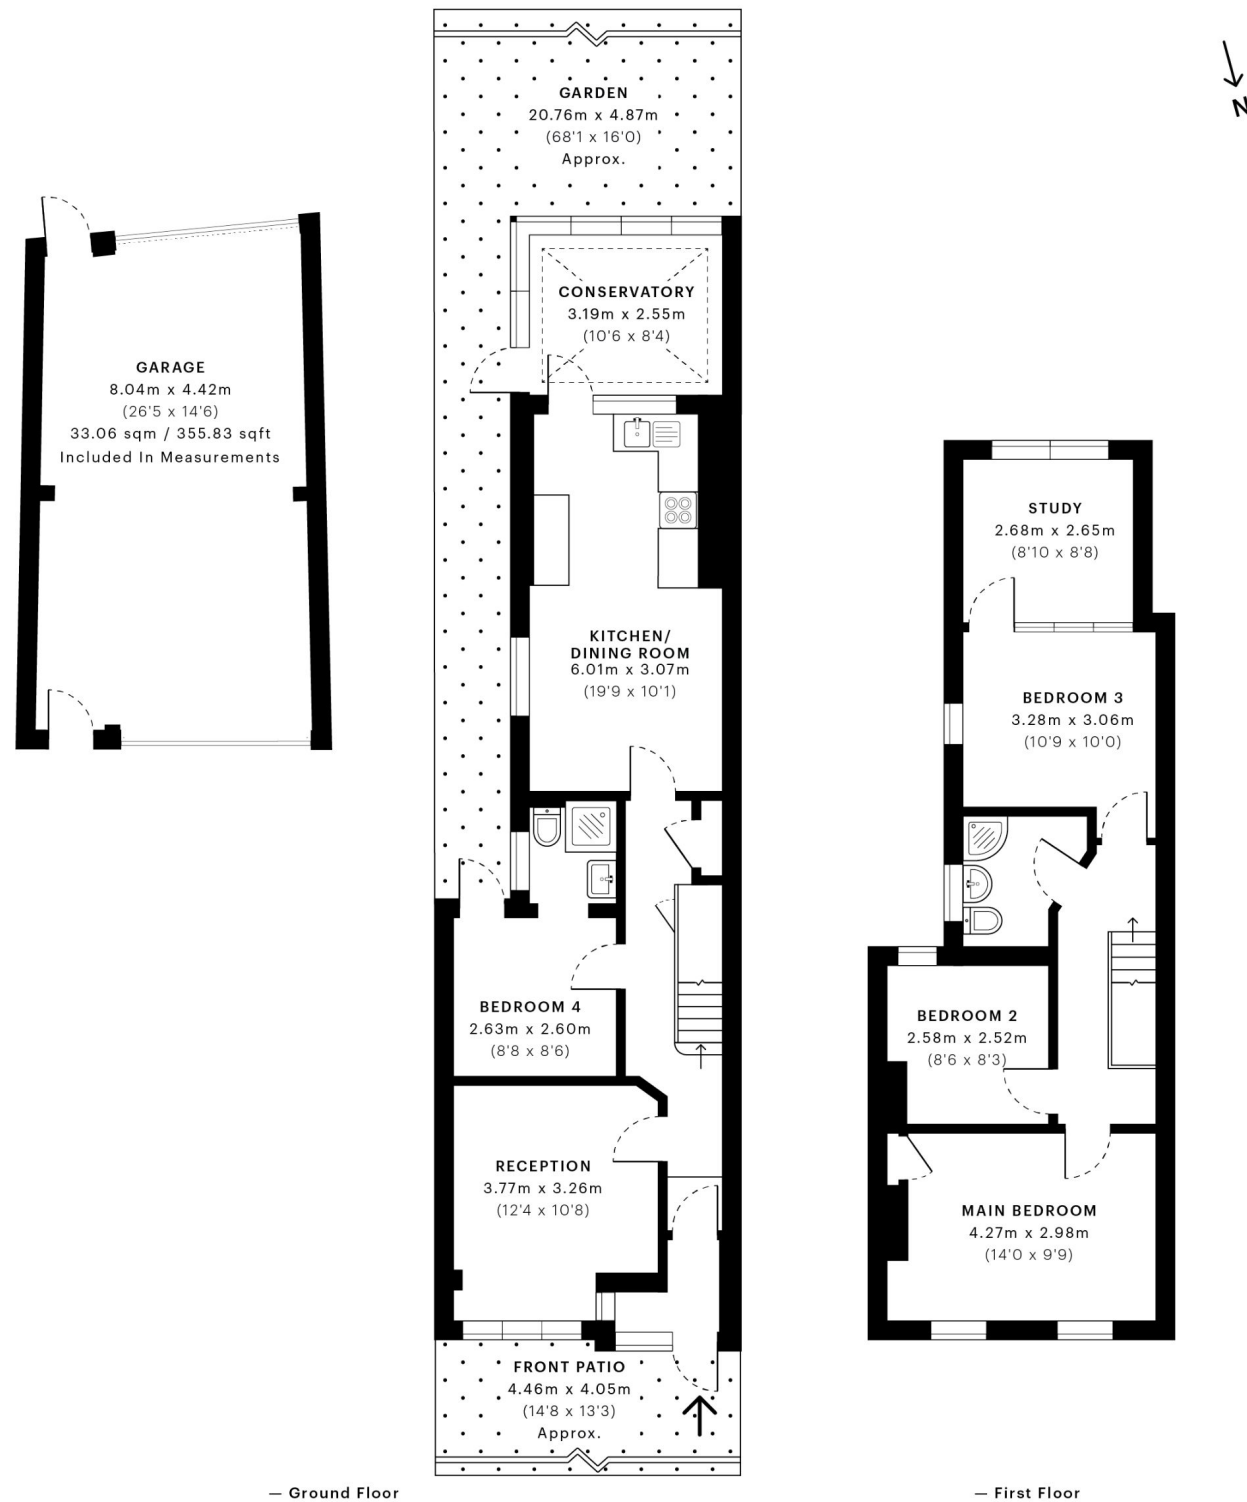 GARDEN
20.76m x 4.87m
(68'1 x 16'0)
Approx.
N
CONSERVATORY
3.19m x 2.55m
(10'6 x 8'4)
GARAGE
8.04m x 4.42m
(26'5 x 14'6)
33.06 sqm / 355.83 sqft
Included In Measurements
STUDY
2.68m x 2.65m
(8'10 x 8'8)
KITCHEN/
DINING ROOM
6.01m x 3.07m
(19'9 x 10'1)
BEDROOM 3
3.28m x 3.06m
(10'9 x 10'0)
BEDROOM 4
2.63m x 2.60m
(8'8 x 8'6)
BEDROOM 2
2.58m x 2.52m
(8'6 x 8'3)
RECEPTION
3.77m x 3.26m
(12'4 x 10'8)
MAIN BEDROOM
4.27m x 2.98m
(14'0 x 9'9)
FRONT PATIO
4.46m x 4.05m
(14'8 x 13'3)
Approx.
— Ground Floor
— First Floor